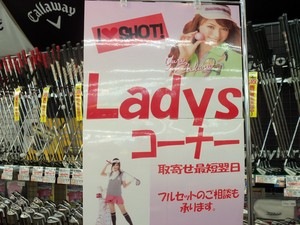 Callaway
I ♥ SHOT!
Ladys
コーナー
取寄せ最短翌日
フルセットのご相談も
承ります。